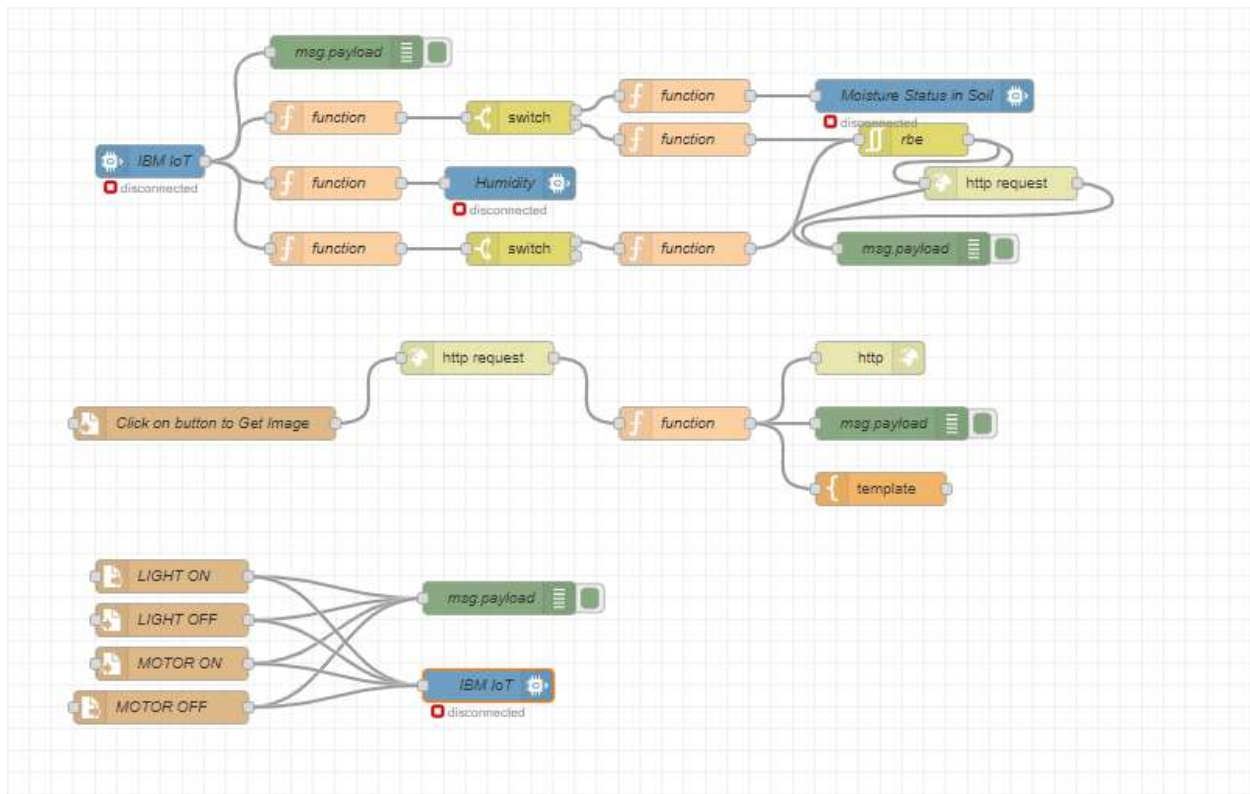 msg.payload
function
switch
function
Moisture Status in Soil
disconnected
function
rbe
IBM IoT
disconnected
function
Humidity
disconnected
http request
function
switch
function
msg.payload
http request
http
Click on button to Get Image
function
msg.payload
template
LIGHT ON
msg.payload
LIGHT OFF
MOTOR ON
IBM IoT
disconnected
MOTOR OFF